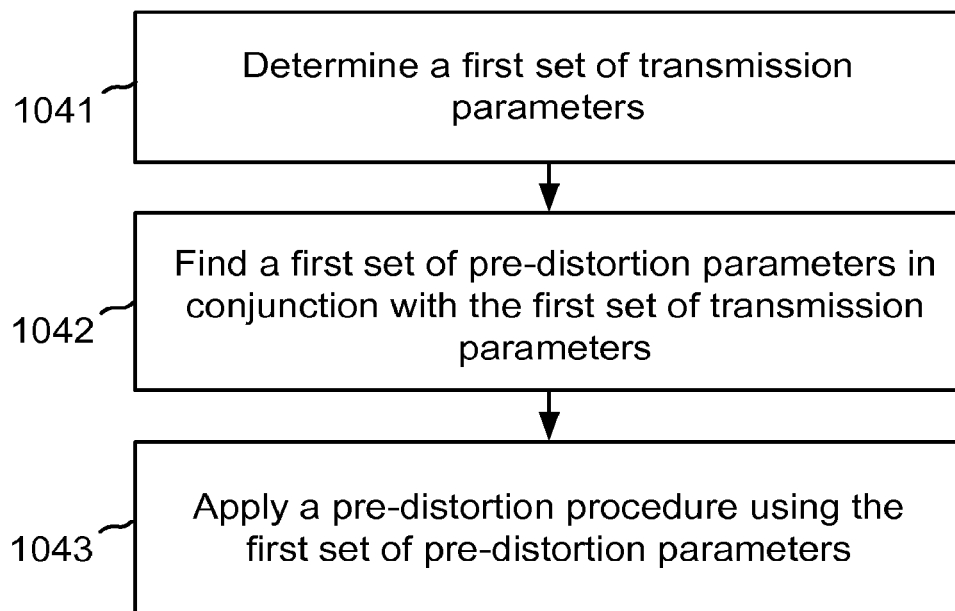 Determine a first set of transmission
parameters
1041
Find a first set of pre-distortion parameters in
conjunction with the first set of transmission
parameters
1042
Apply a pre-distortion procedure using the
first set of pre-distortion parameters
1043